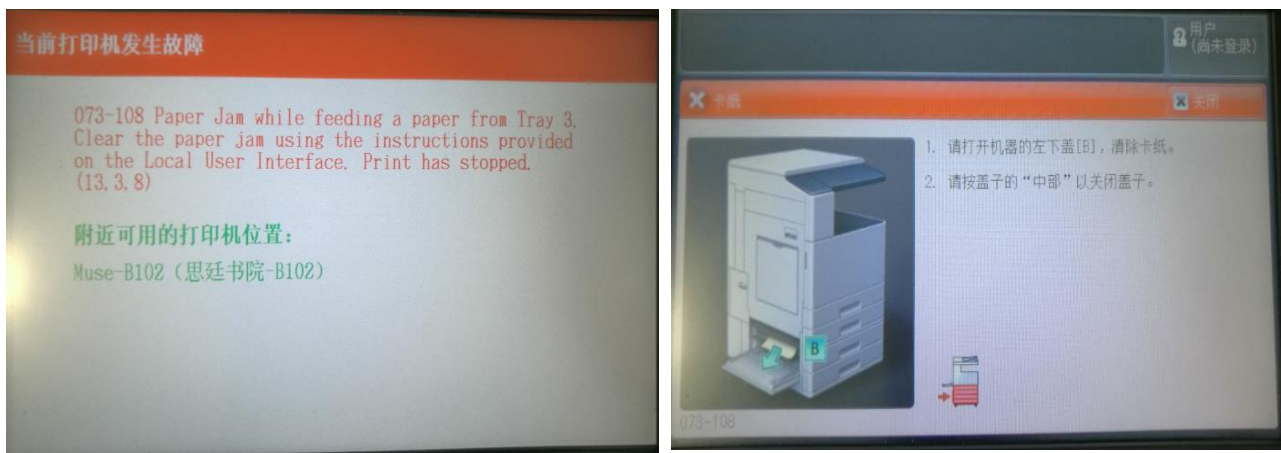 当前打印机发生故障
073-108 Paper Jam while feeding a paper from Tray 3.
Clear the paper jam using the instructions provided
on the Local User Interface. Print has stopped.
(13,3,8)
附近可用的打印机位置：
Muse-B102（思廷书院-B102）
用户
(尚未登录)
卡纸
关闭
1. 请打开机器的左下盖[B]，清除卡纸。
2. 请按盖子的“中部”以关闭盖子。
B
073-108